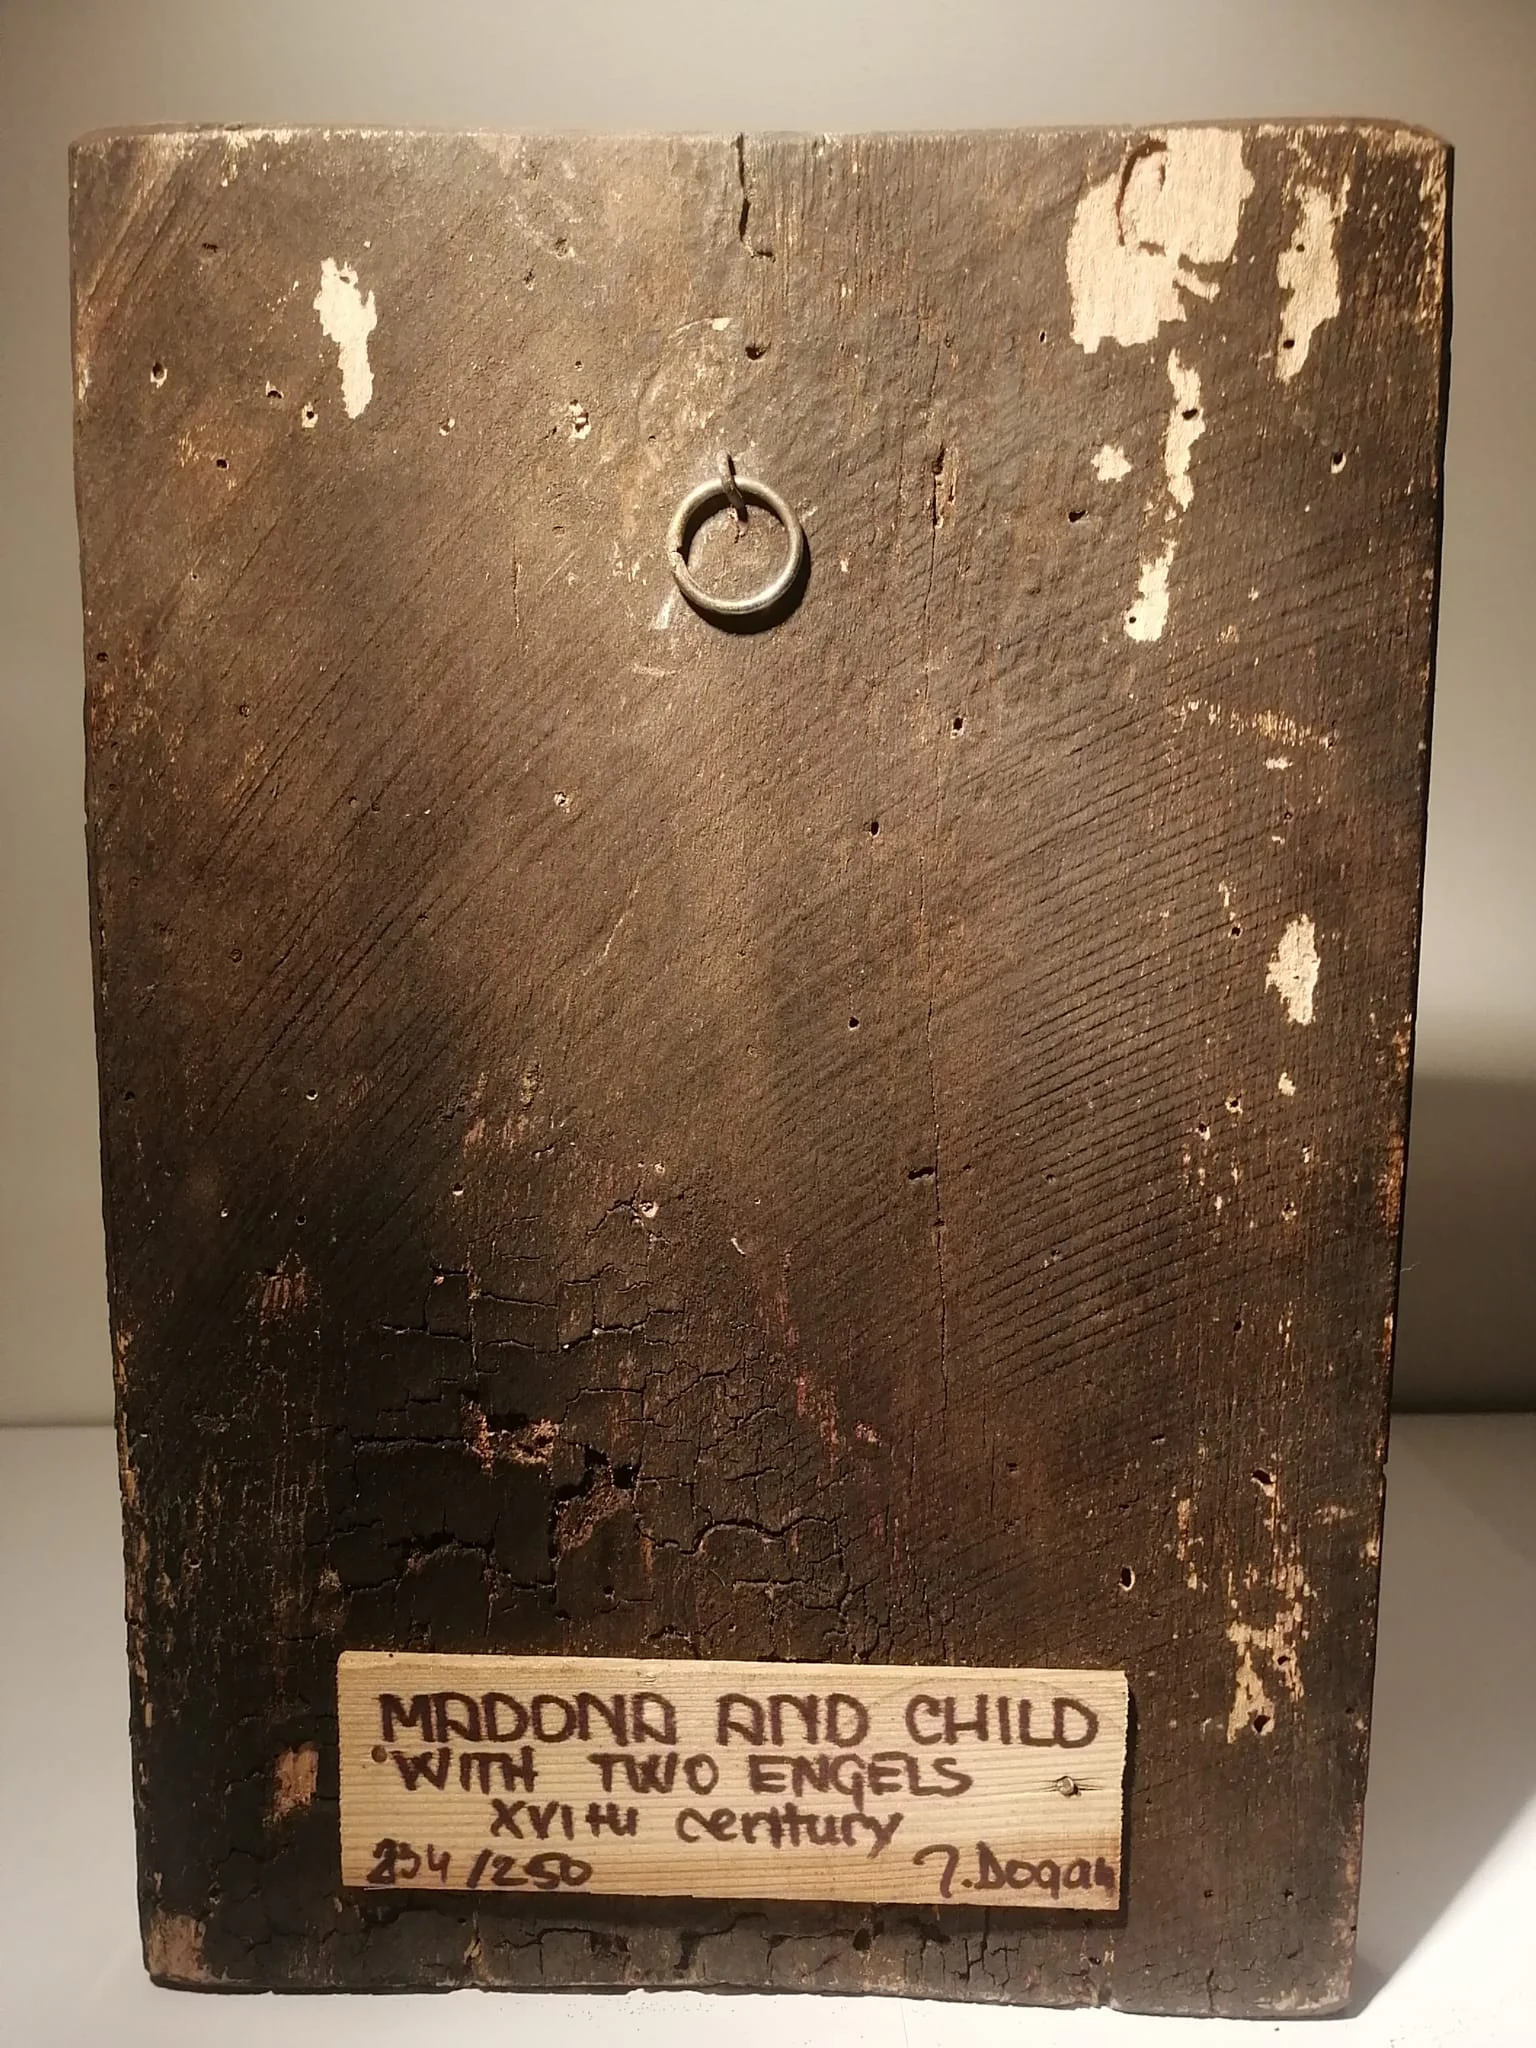 MADONA AND CHILD
WITH TWO ENGELS
XVIth century
234/250 J.Dogan